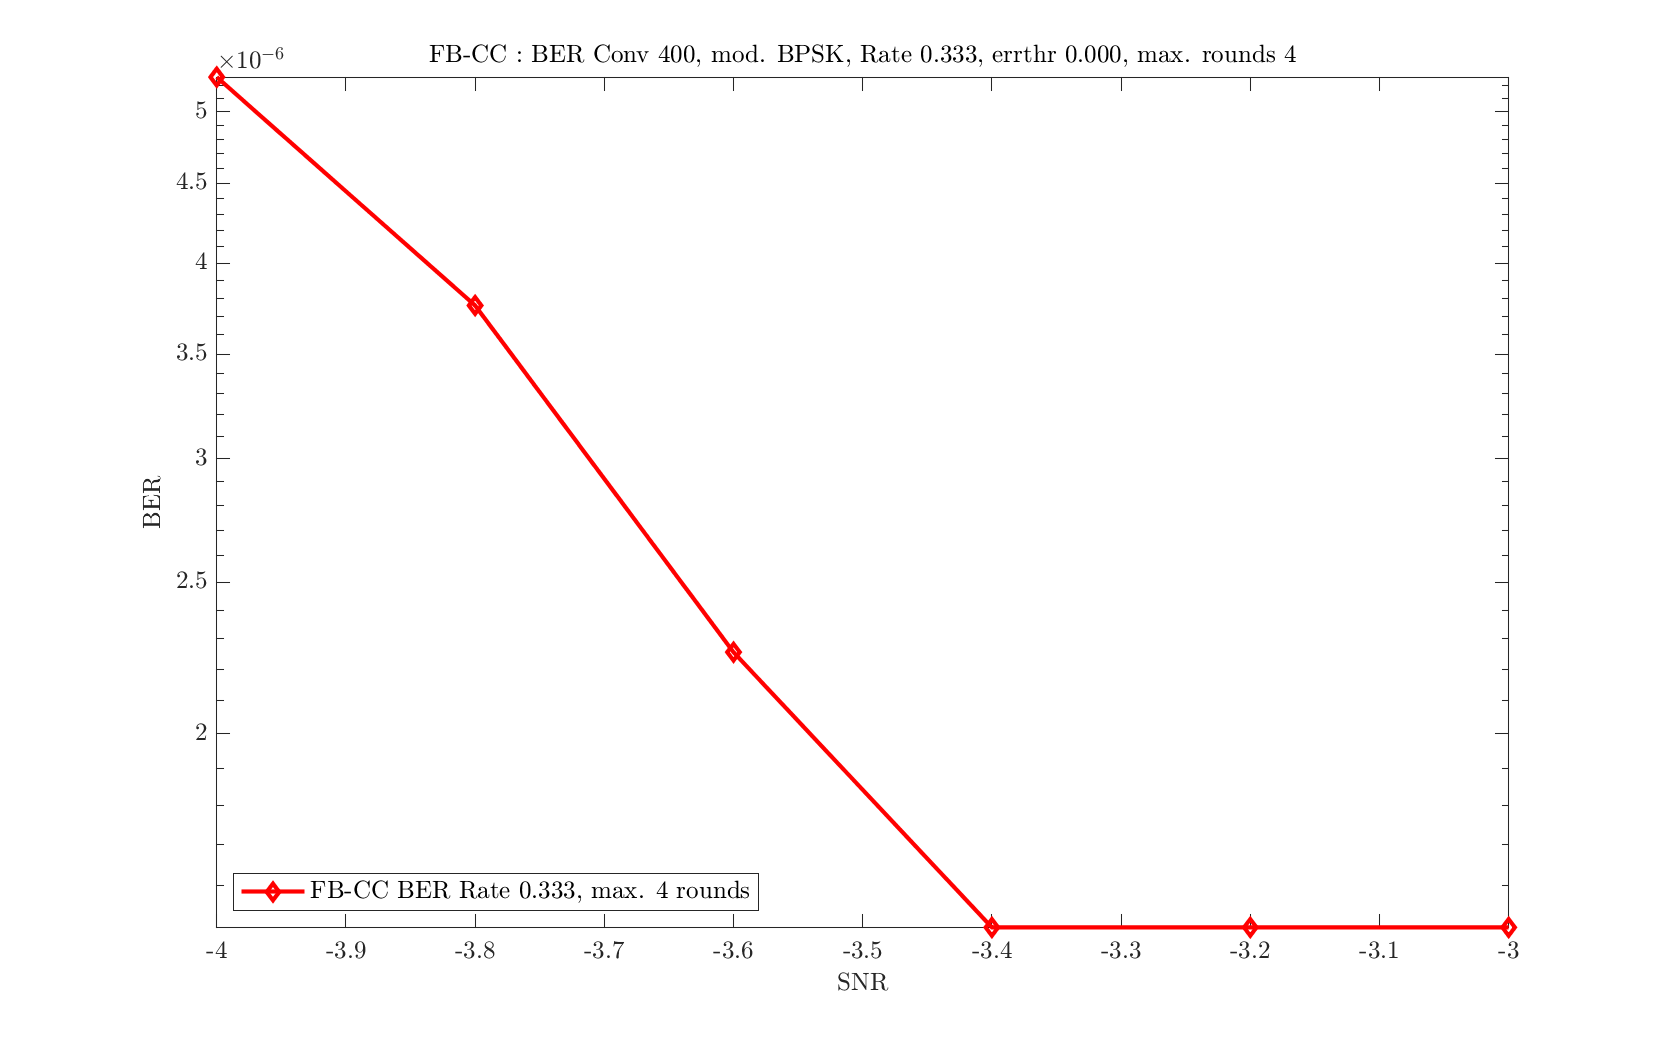 ×10−6
FB-CC : BER Conv 400, mod. BPSK, Rate 0.333, errthr 0.000, max. rounds 4
5
4.5
4
3.5
3
2.5
2
BER
FB-CC BER Rate 0.333, max. 4 rounds
-4 -3.9 -3.8 -3.7 -3.6 -3.5 -3.4 -3.3 -3.2 -3.1 -3
SNR